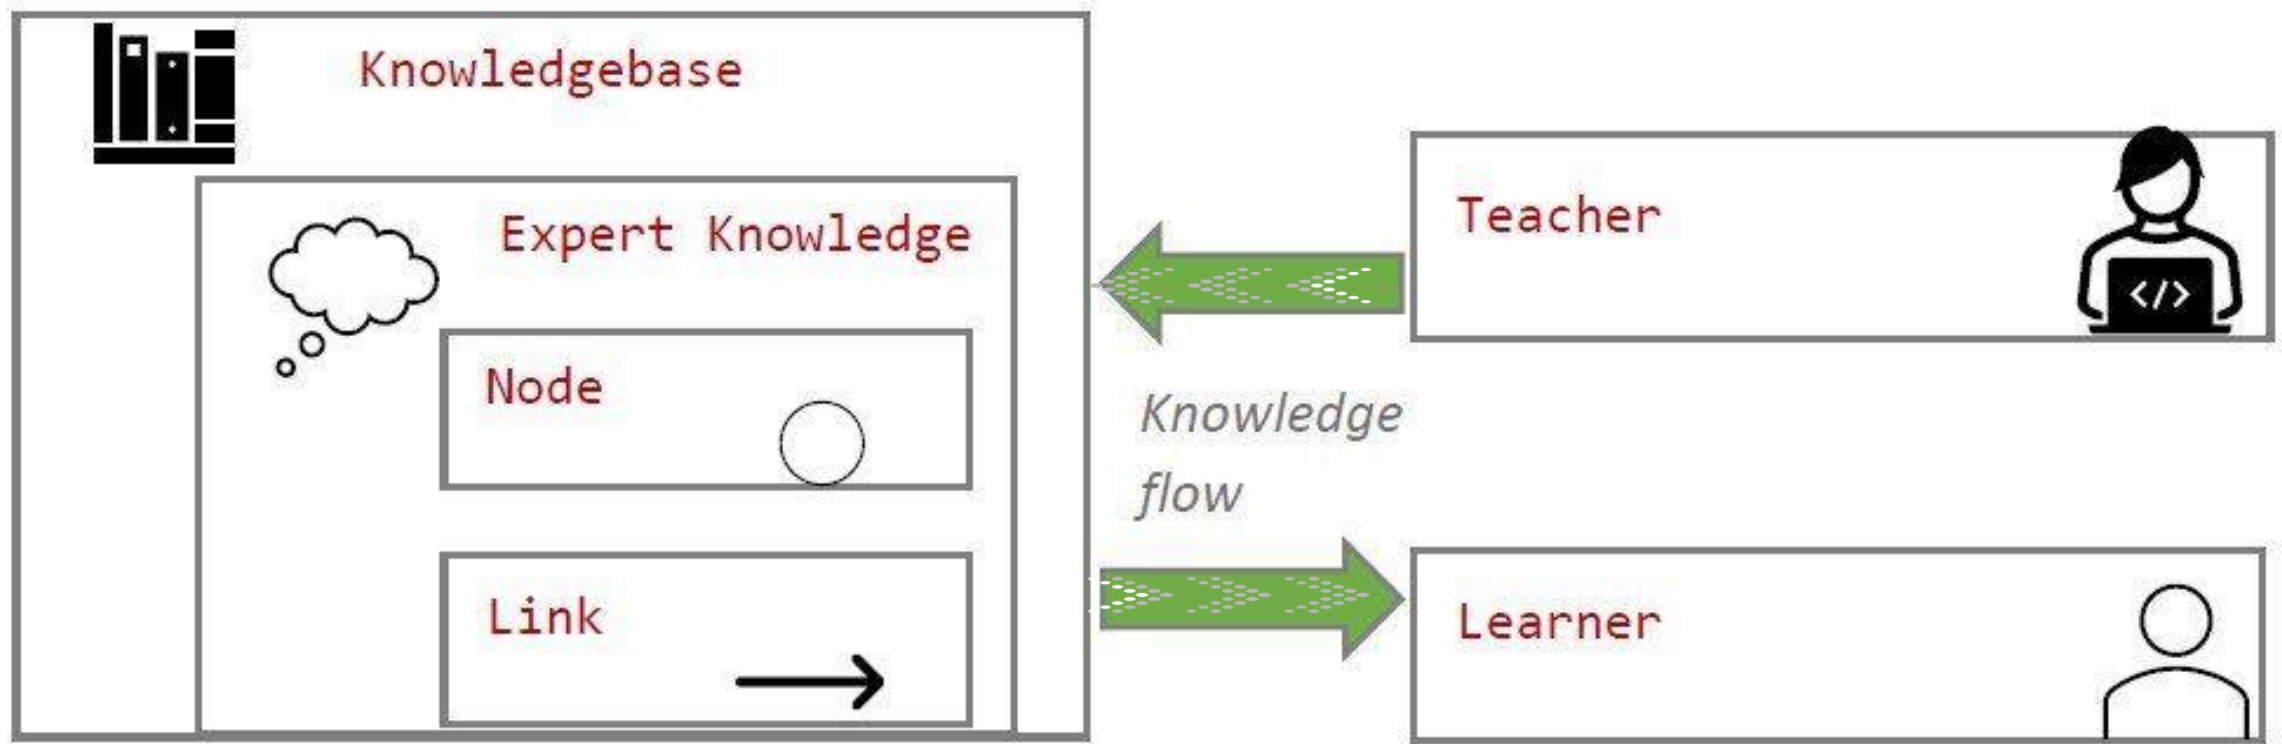 Knowledgebase
Expert Knowledge
Node
Link
Knowledge
flow
Teacher
</>
Learner